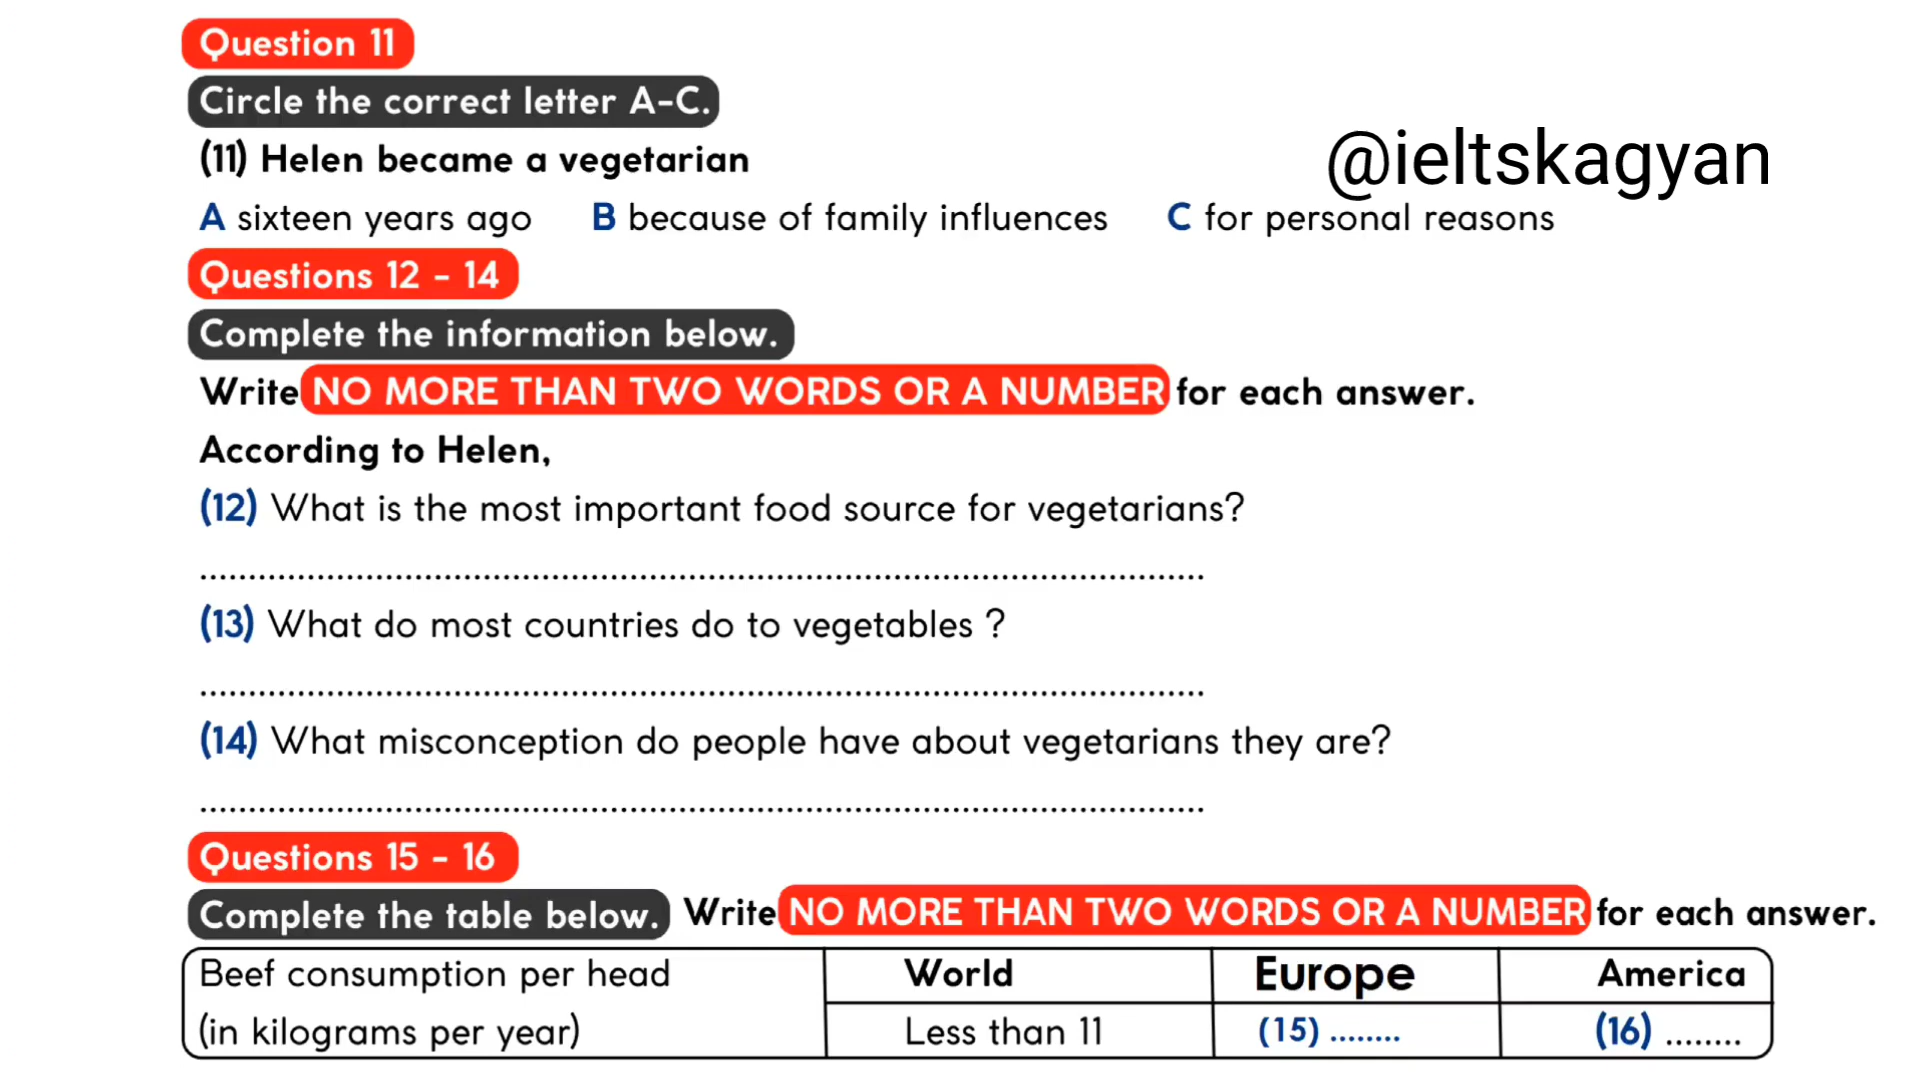 Question 11
Circle the correct letter A-C.
(11) Helen became a vegetarian
@ieltskagyan
A sixteen years ago B because of family influences C for personal reasons
Questions 12 - 14
Complete the information below.
Write NO MORE THAN TWO WORDS OR A NUMBER for each answer.
According to Helen,
(12) What is the most important food source for vegetarians?
........................................................................................................
(13) What do most countries do to vegetables ?
........................................................................................................
(14) What misconception do people have about vegetarians they are?
........................................................................................................
Questions 15 - 16
Complete the table below. Write NO MORE THAN TWO WORDS OR A NUMBER for each answer.
Beef consumption per head World Europe America
(in kilograms per year) Less than 11 (15) ........ (16) ........